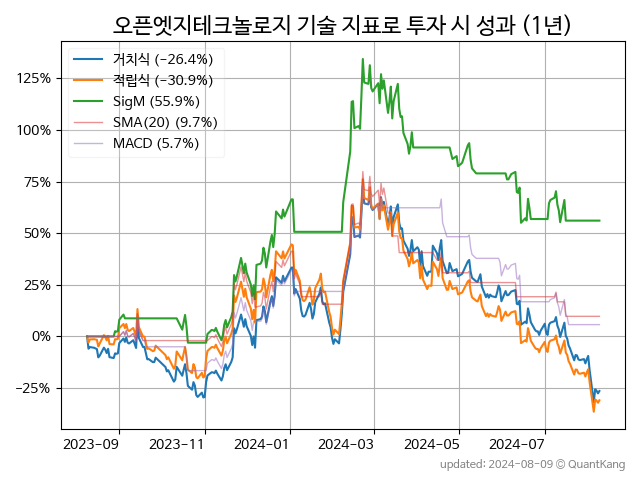 오픈엣지테크놀로지 기술 지표로 투자 시 성과 (1년)
거치식 (−26.4%)
적립식 (−30.9%)
SigM (55.9%)
SMA(20) (9.7%)
MACD (5.7%)
125%
100%
75%
50%
25%
0%
−25%
2023-09 2023-11 2024-01 2024-03 2024-05 2024-07
updated: 2024-08-09 © QuantKang